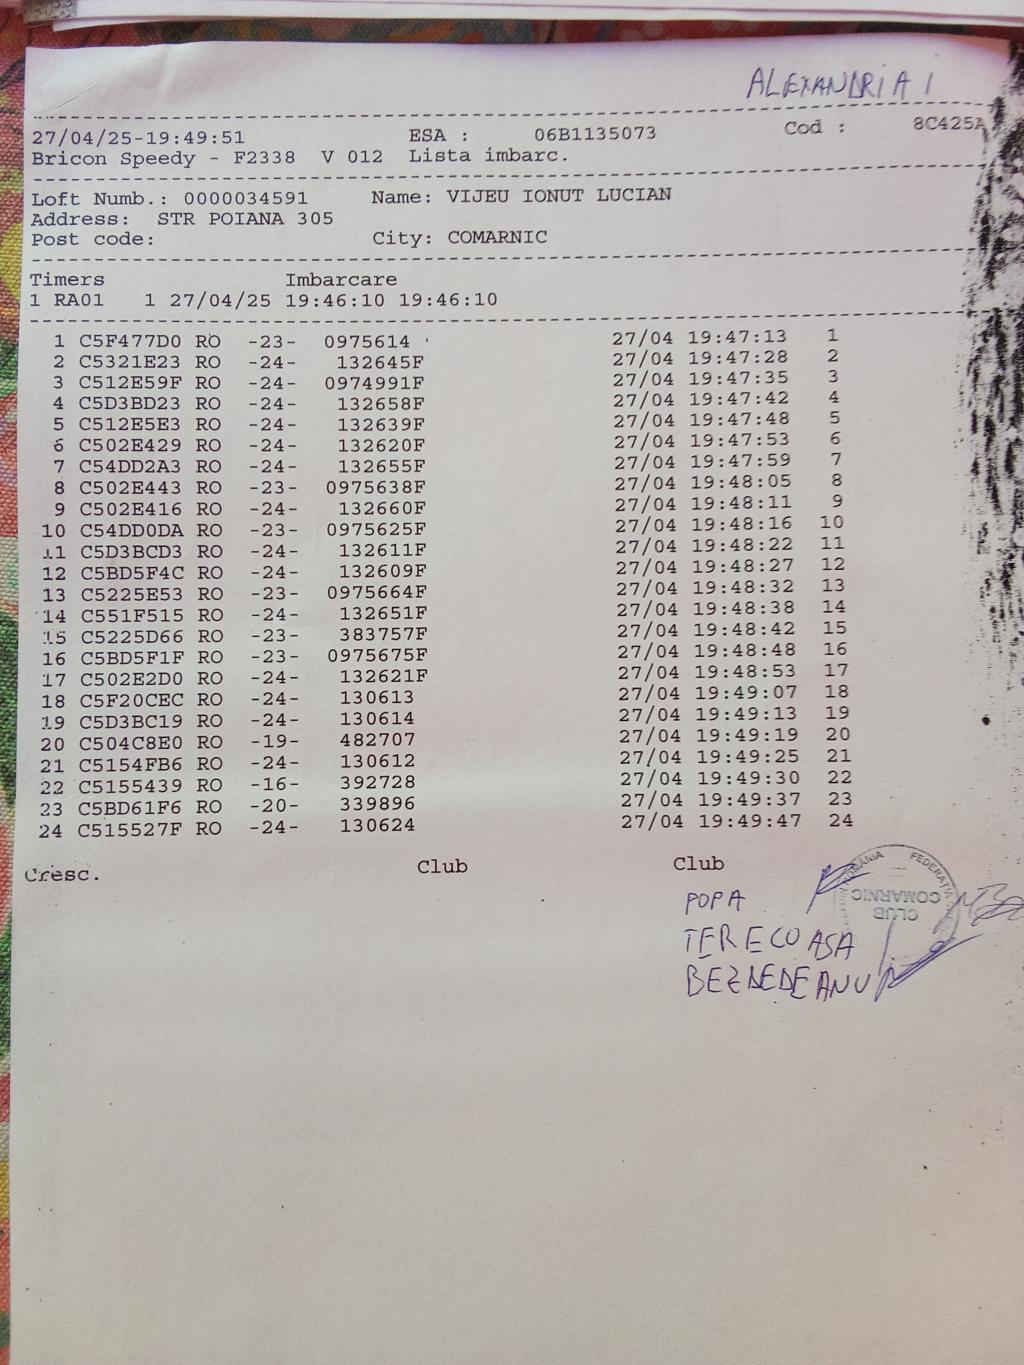 ALEXANDRIA 1
27/04/25-19:49:51 ESA : 06B1135073 Cod : 8C425A
Bricon Speedy - F2338 V 012 Lista imbarc.
Loft Numb.: 0000034591 Name: VIJEU IONUT LUCIAN
Address: STR POIANA 305
Post code: City: COMARNIC
Timers Imbarcare
1 RA01 1 27/04/25 19:46:10 19:46:10
1 C5F477D0 RO -23- 0975614 27/04 19:47:13 1
2 C5321E23 RO -24- 132645F 27/04 19:47:28 2
3 C512E59F RO -24- 0974991F 27/04 19:47:35 3
4 C5D3BD23 RO -24- 132658F 27/04 19:47:42 4
5 C512E5E3 RO -24- 132639F 27/04 19:47:48 5
6 C502E429 RO -24- 132620F 27/04 19:47:53 6
7 C54DD2A3 RO -24- 132655F 27/04 19:47:59 7
8 C502E443 RO -23- 0975638F 27/04 19:48:05 8
9 C502E416 RO -24- 132660F 27/04 19:48:11 9
10 C54DD0DA RO -23- 0975625F 27/04 19:48:16 10
11 C5D3BCD3 RO -24- 132611F 27/04 19:48:22 11
12 C5BD5F4C RO -24- 132609F 27/04 19:48:27 12
13 C5225E53 RO -23- 0975664F 27/04 19:48:32 13
14 C551F515 RO -24- 132651F 27/04 19:48:38 14
15 C5225D66 RO -23- 383757F 27/04 19:48:42 15
16 C5BD5F1F RO -23- 0975675F 27/04 19:48:48 16
17 C502E2D0 RO -24- 132621F 27/04 19:48:53 17
18 C5F20CEC RO -24- 130613 27/04 19:49:07 18
19 C5D3BC19 RO -24- 130614 27/04 19:49:13 19
20 C504C8E0 RO -19- 482707 27/04 19:49:19 20
21 C5154FB6 RO -24- 130612 27/04 19:49:25 21
22 C5155439 RO -16- 392728 27/04 19:49:30 22
23 C5BD61F6 RO -20- 339896 27/04 19:49:37 23
24 C515527F RO -24- 130624 27/04 19:49:47 24
Cresc. Club Club
POPA
TERECOASA
BEZDEDEANU
ROMÂNIA FEDERAȚIA
CLUB
COMARNIC